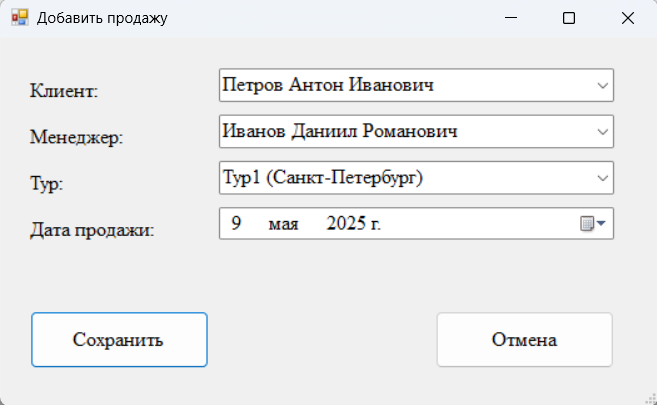 Добавить продажу
Клиент: Петров Антон Иванович
Менеджер: Иванов Даниил Романович
Тур: Тур1 (Санкт-Петербург)
Дата продажи: 9 мая 2025 г.
Сохранить Отмена